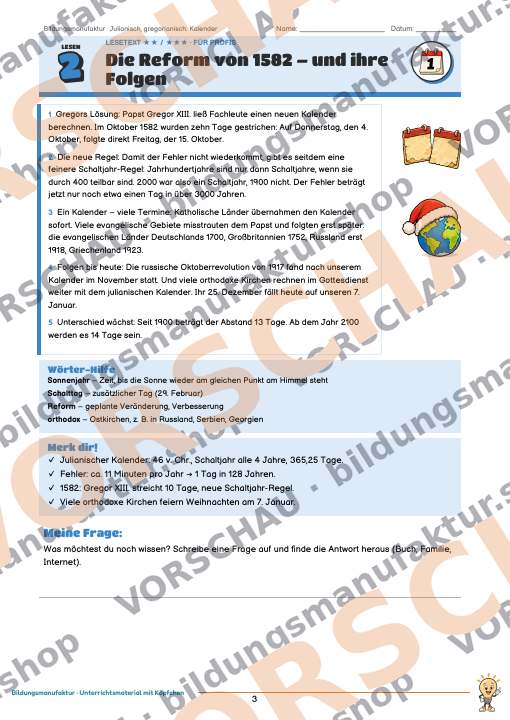 Bildungsmanufaktur · Julianisch, gregorianisch: Kalender Name: Datum:
LESEN
2
LESETEXT ★★ / ★★★ · FÜR PROFIS
Die Reform von 1582 – und ihre
Folgen
1
1 Gregors Lösung: Papst Gregor XIII. ließ Fachleute einen neuen Kalender
berechnen. Im Oktober 1582 wurden zehn Tage gestrichen: Auf Donnerstag, den 4.
Oktober, folgte direkt Freitag, der 15. Oktober.
2 Die neue Regel: Damit der Fehler nicht wiederkommt, gibt es seitdem eine
feinere Schaltjahr-Regel: Jahrhundertjahre sind nur dann Schaltjahre, wenn sie
durch 400 teilbar sind. 2000 war also ein Schaltjahr, 1900 nicht. Der Fehler beträgt
jetzt nur noch etwa einen Tag in über 3000 Jahren.
3 Ein Kalender – viele Termine: Katholische Länder übernahmen den Kalender
sofort. Viele evangelische Gebiete misstrauten dem Papst und folgten erst später:
die evangelischen Länder Deutschlands 1700, Großbritannien 1752, Russland erst
1918, Griechenland 1923.
4 Folgen bis heute: Die russische Oktoberrevolution von 1917 fand nach unserem
Kalender im November statt. Und viele orthodoxe Kirchen rechnen im Gottesdienst
weiter mit dem julianischen Kalender. Ihr 25. Dezember fällt heute auf unseren 7.
Januar.
5 Unterschied wächst: Seit 1900 beträgt der Abstand 13 Tage. Ab dem Jahr 2100
werden es 14 Tage sein.
Wörter-Hilfe
Sonnenjahr – Zeit, bis die Sonne wieder am gleichen Punkt am Himmel steht
Schalttag – zusätzlicher Tag (29. Februar)
Reform – geplante Veränderung, Verbesserung
orthodox – Ostkirchen, z. B. in Russland, Serbien, Georgien
Merk dir!
✓ Julianischer Kalender: 46 v. Chr., Schaltjahr alle 4 Jahre, 365,25 Tage.
✓ Fehler: ca. 11 Minuten pro Jahr → 1 Tag in 128 Jahren.
✓ 1582: Gregor XIII. streicht 10 Tage, neue Schaltjahr-Regel.
✓ Viele orthodoxe Kirchen feiern Weihnachten am 7. Januar.
Meine Frage:
Was möchtest du noch wissen? Schreibe eine Frage auf und finde die Antwort heraus (Buch, Familie,
Internet).
Bildungsmanufaktur · Unterrichtsmaterial mit Köpfchen
3
VORSCHAU · bildungsmanufaktur.shop